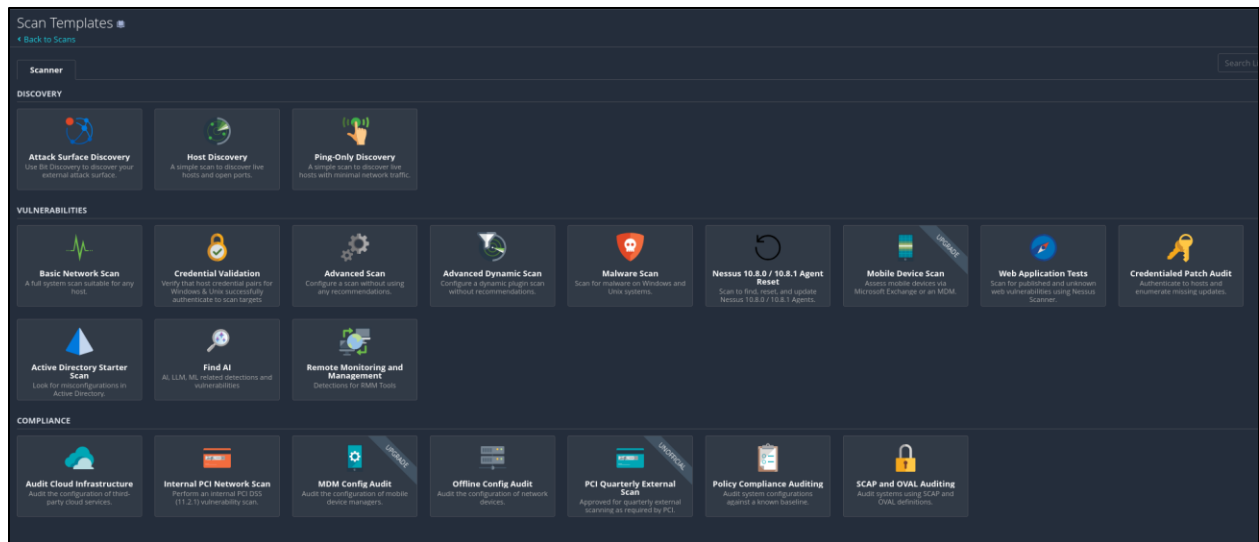 Scan Templates
Back to Scans
Scanner
Search Li
DISCOVERY
Attack Surface Discovery
Use Bit Discovery to discover your
external attack surface.
Host Discovery
A simple scan to discover live
hosts and open ports.
Ping-Only Discovery
A simple scan to discover live
hosts with minimal network traffic.
VULNERABILITIES
Basic Network Scan
A full system scan suitable for any
host.
Credential Validation
Verify that host credential pairs for
Windows & Unix successfully
authenticate to scan targets
Advanced Scan
Configure a scan without using
any recommendations.
Advanced Dynamic Scan
Configure a dynamic plugin scan
without recommendations.
Malware Scan
Scan for malware on Windows and
Unix systems.
Nessus 10.8.0 / 10.8.1 Agent
Reset
Scan to find, reset, and update
Nessus 10.8.0 / 10.8.1 Agents.
UPGRADE
Mobile Device Scan
Assess mobile devices via
Microsoft Exchange or an MDM.
Web Application Tests
Scan for published and unknown
web vulnerabilities using Nessus
Scanner.
Credentialed Patch Audit
Authenticate to hosts and
enumerate missing updates.
Active Directory Starter
Scan
Look for misconfigurations in
Active Directory.
Find AI
AI, LLM, ML related detections and
vulnerabilities
Remote Monitoring and
Management
Detections for RMM Tools
COMPLIANCE
Audit Cloud Infrastructure
Audit the configuration of third-
party cloud services.
Internal PCI Network Scan
Perform an internal PCI DSS
(11.2.1) vulnerability scan.
UPGRADE
MDM Config Audit
Audit the configuration of mobile
device managers.
Offline Config Audit
Audit the configuration of network
devices.
UNOFFICIAL
PCI Quarterly External
Scan
Approved for quarterly external
scanning as required by PCI.
Policy Compliance Auditing
Audit system configurations
against a known baseline.
SCAP and OVAL Auditing
Audit systems using SCAP and
OVAL definitions.